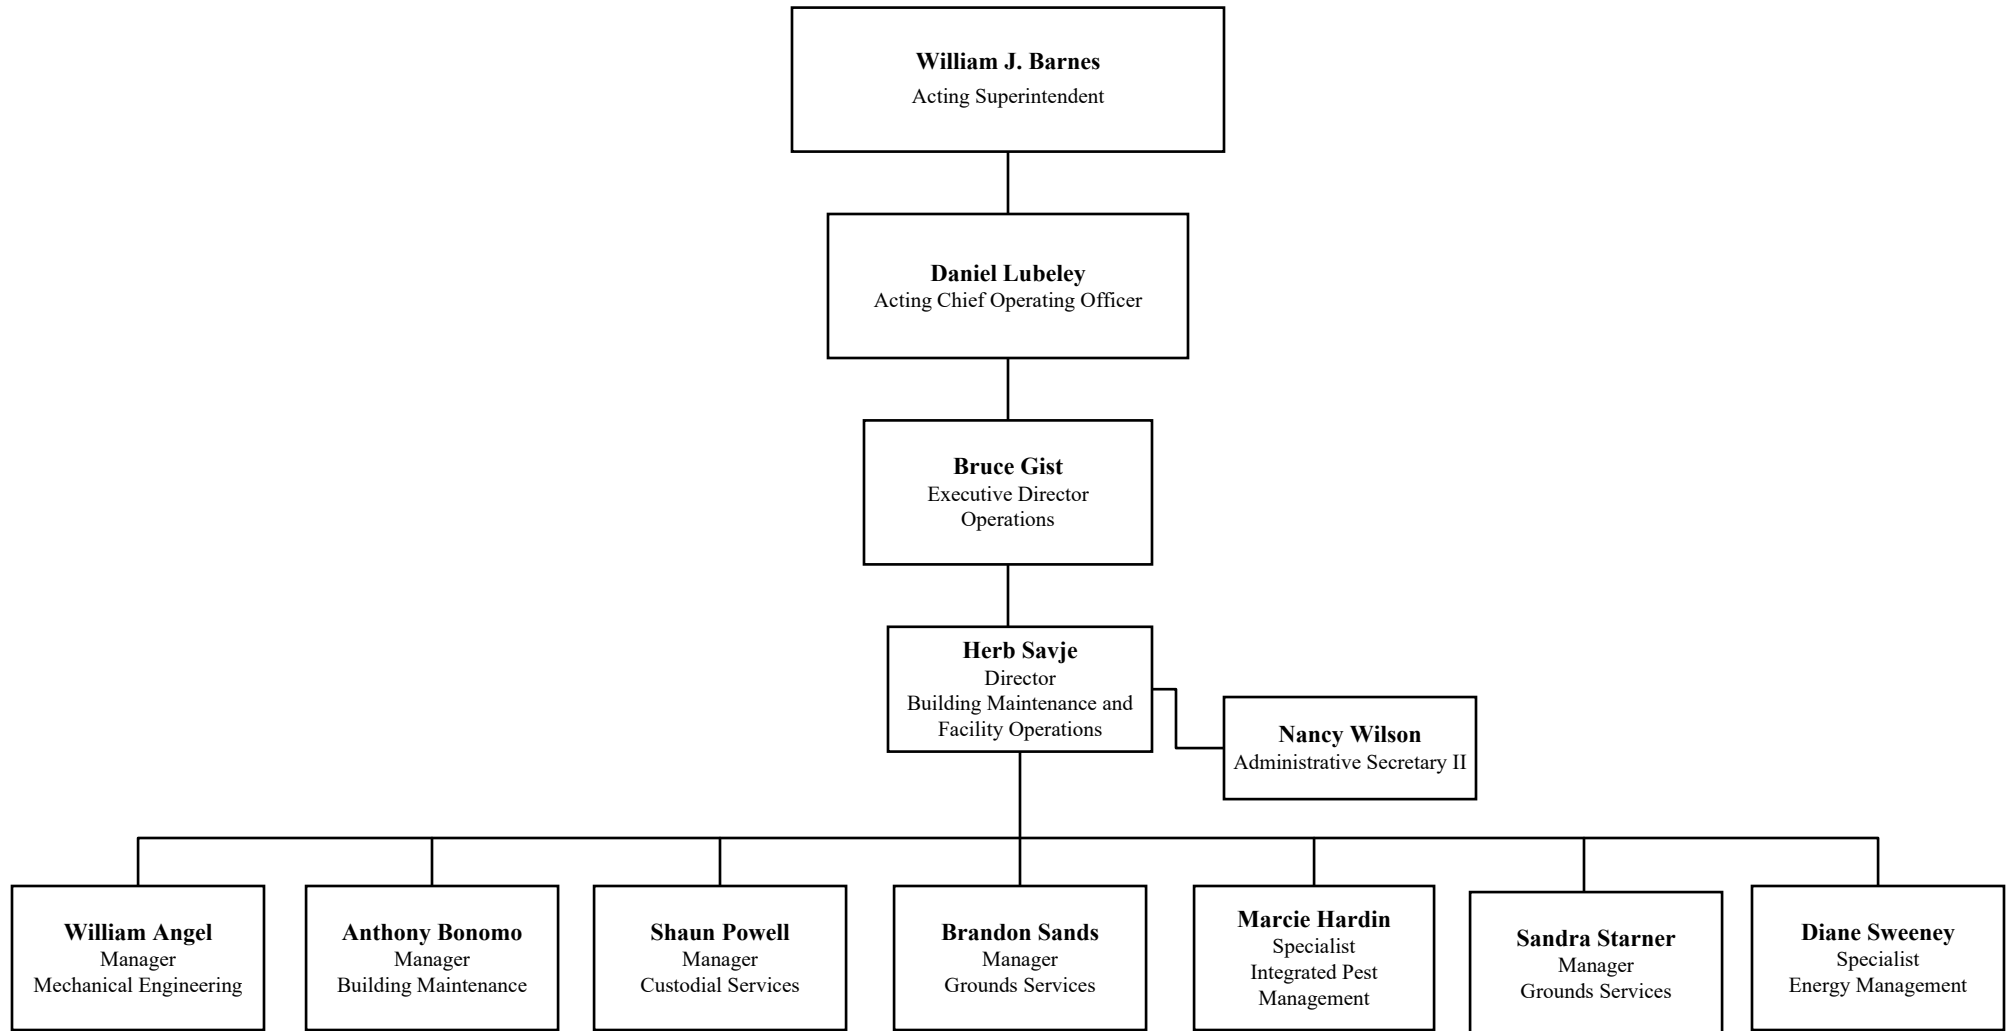 William J. Barnes
Acting Superintendent
Daniel Lubeley
Acting Chief Operating Officer
Bruce Gist
Executive Director
Operations
Herb Savje
Director
Building Maintenance and
Facility Operations
Nancy Wilson
Administrative Secretary II
William Angel
Manager
Mechanical Engineering
Anthony Bonomo
Manager
Building Maintenance
Shaun Powell
Manager
Custodial Services
Brandon Sands
Manager
Grounds Services
Marcie Hardin
Specialist
Integrated Pest
Management
Sandra Starner
Manager
Grounds Services
Diane Sweeney
Specialist
Energy Management